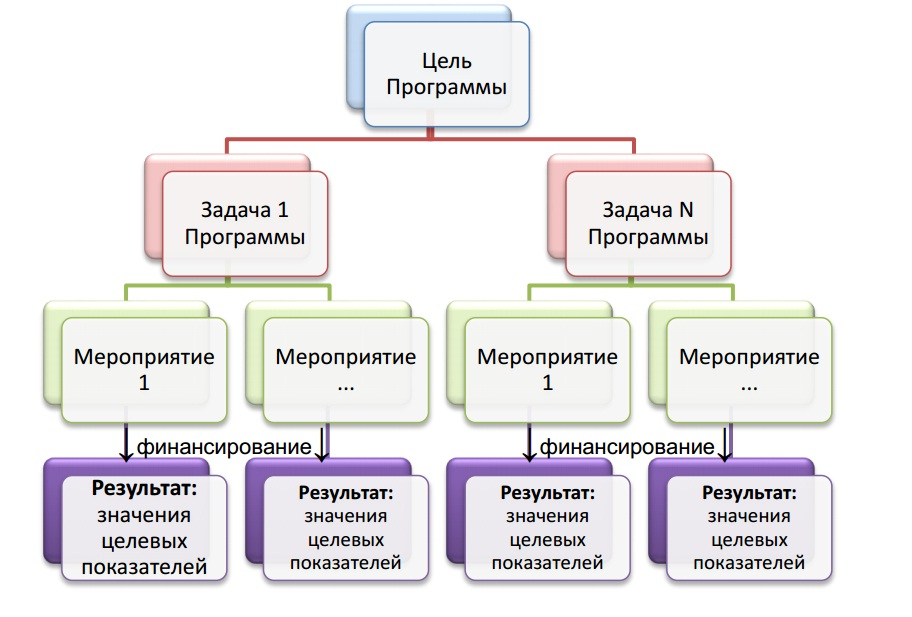 Цель
Программы
Задача 1
Программы
Задача N
Программы
Мероприятие
1
Мероприятие
...
Мероприятие
1
Мероприятие
...
финансирование
финансирование
Результат:
значения
целевых
показателей
Результат:
значения
целевых
показателей
Результат:
значения
целевых
показателей
Результат:
значения
целевых
показателей